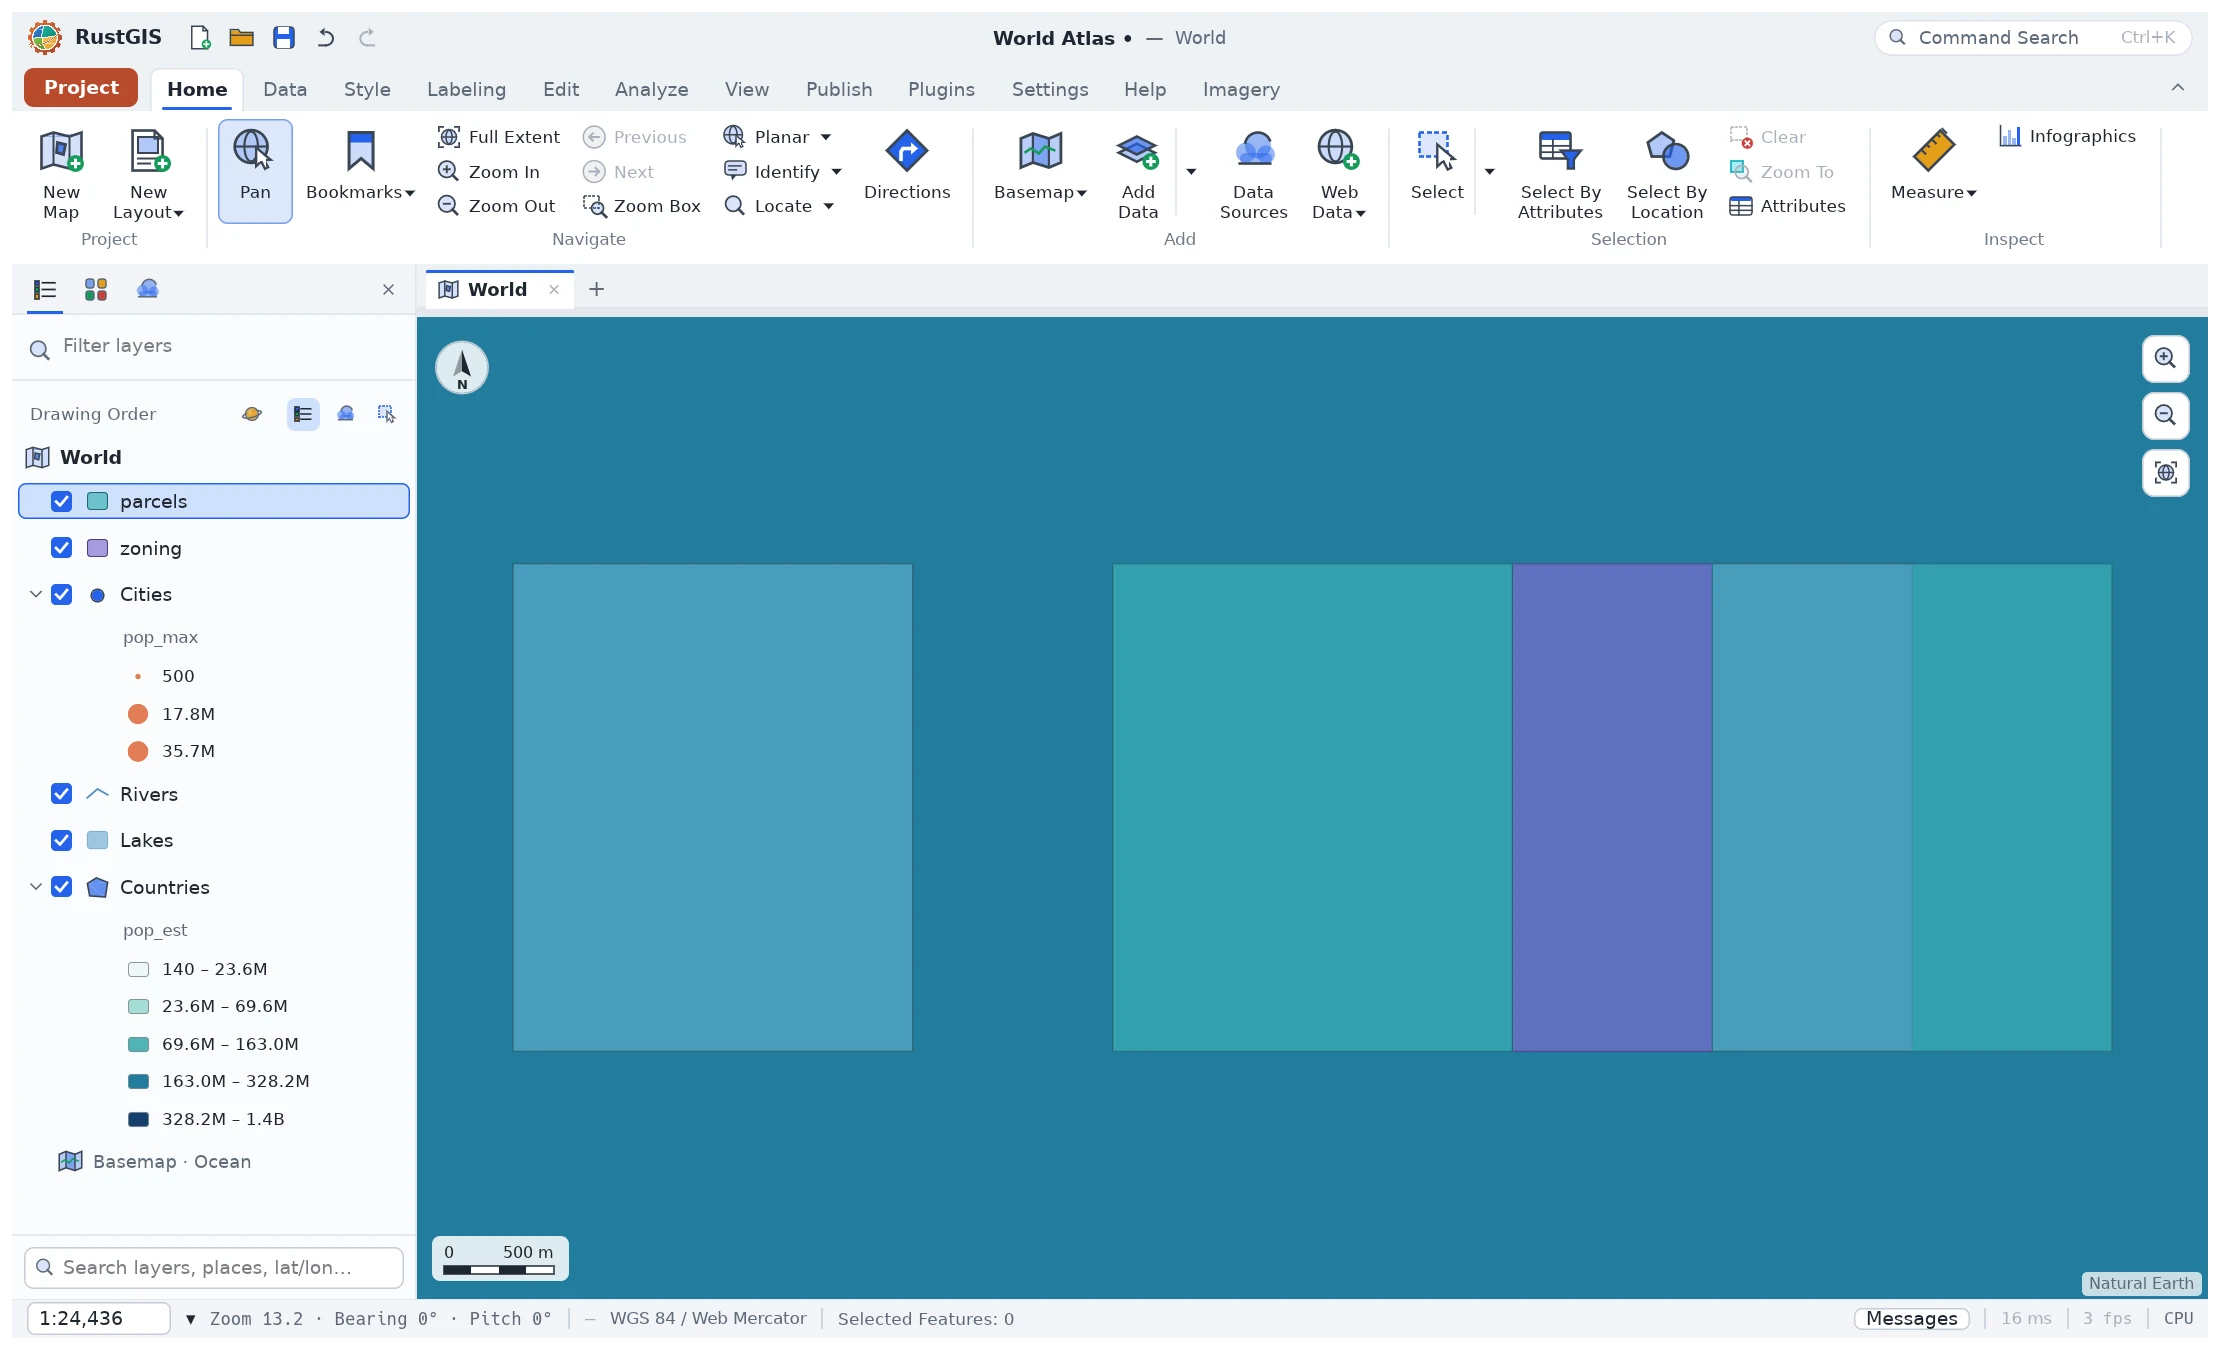 RustGIS
World Atlas • — World
Command Search Ctrl+K
Project Home Data Style Labeling Edit Analyze View Publish Plugins Settings Help Imagery
New Map
New Layout
Project
Pan
Bookmarks
Full Extent
Zoom In
Zoom Out
Previous
Next
Zoom Box
Planar
Identify
Locate
Directions
Navigate
Basemap
Add Data
Data Sources
Web Data
Add
Select
Select By Attributes
Select By Location
Clear
Zoom To
Attributes
Selection
Measure
Infographics
Inspect
World
Filter layers
Drawing Order
World
parcels
zoning
Cities
pop_max
500
17.8M
35.7M
Rivers
Lakes
Countries
pop_est
140 – 23.6M
23.6M – 69.6M
69.6M – 163.0M
163.0M – 328.2M
328.2M – 1.4B
Basemap · Ocean
Search layers, places, lat/lon...
N
0 500 m
Natural Earth
1:24,436 Zoom 13.2 · Bearing 0° · Pitch 0° — WGS 84 / Web Mercator Selected Features: 0
Messages 16 ms 3 fps CPU